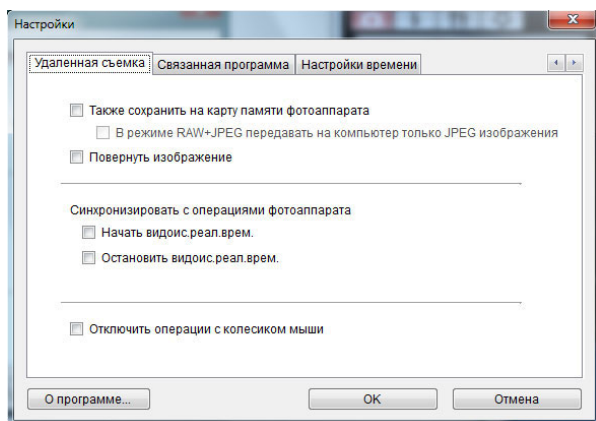 Настройки
Удаленная съемка Связанная программа Настройки времени
Также сохранить на карту памяти фотоаппарата
В режиме RAW+JPEG передавать на компьютер только JPEG изображения
Повернуть изображение
Синхронизировать с операциями фотоаппарата
Начать видоис.реал.врем.
Остановить видоис.реал.врем.
Отключить операции с колесиком мыши
О программе... OK Отмена